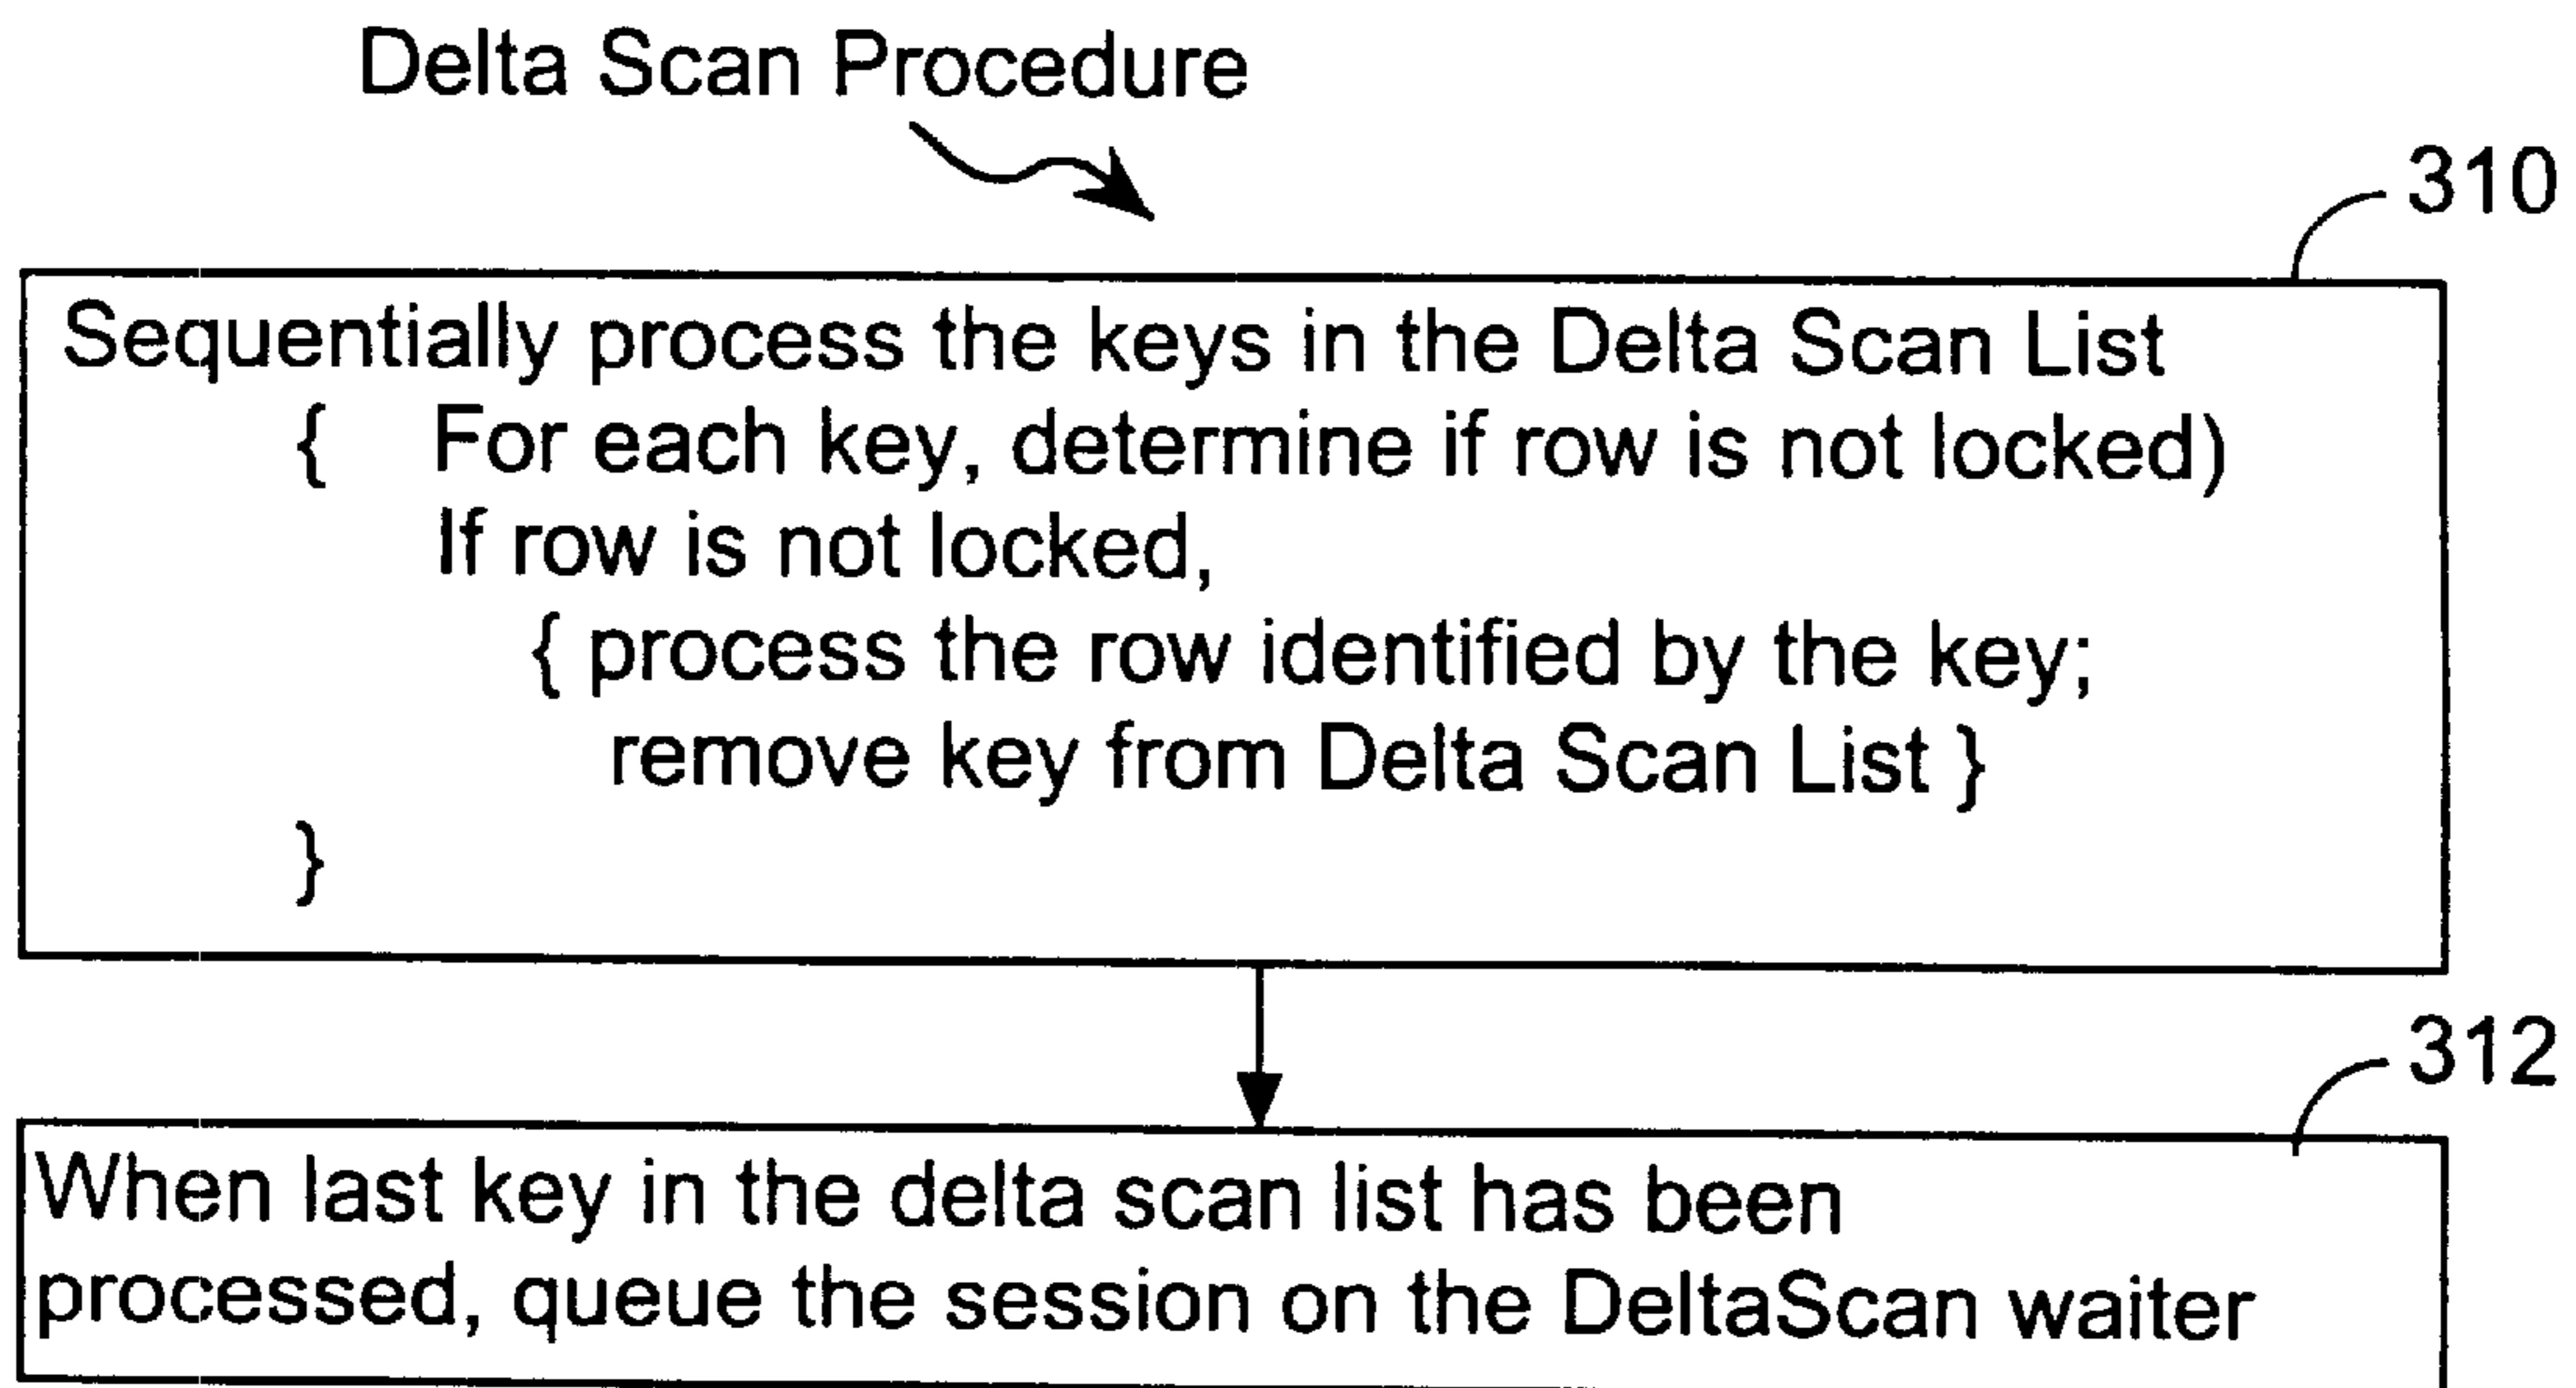 Delta Scan Procedure
310
Sequentially process the keys in the Delta Scan List
{ For each key, determine if row is not locked)
If row is not locked,
{ process the row identified by the key;
remove key from Delta Scan List }
}
312
When last key in the delta scan list has been
processed, queue the session on the DeltaScan waiter